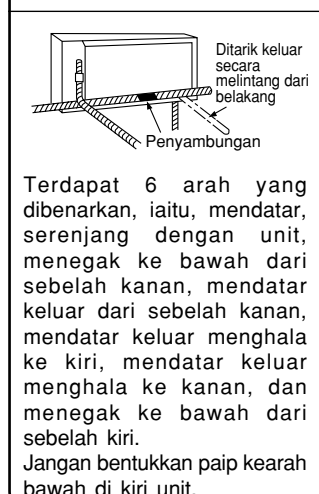 Ditarik keluar
secara
melintang dari
belakang
Penyambungan
Terdapat 6 arah yang
dibenarkan, iaitu, mendatar,
serenjang dengan unit,
menegak ke bawah dari
sebelah kanan, mendatar
keluar dari sebelah kanan,
mendatar keluar menghala
ke kiri, mendatar keluar
menghala ke kanan, dan
menegak ke bawah dari
sebelah kiri.
Jangan bentukkan paip kearah
bawah di kiri unit.